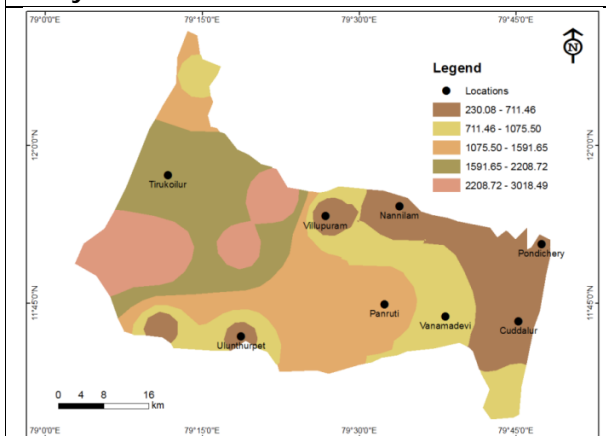 79°0'0"E 79°15'0"E 79°30'0"E 79°45'0"E
N
Legend
Locations
230.08 - 711.46
711.46 - 1075.50
1075.50 - 1591.65
1591.65 - 2208.72
2208.72 - 3018.49
12°0'0"N 12°0'0"N
Tirukoilur
Nannilam
Villupuram
Pondichery
11°45'0"N 11°45'0"N
Panruti
Vanamadevi
Cuddalur
Ulunthurpet
0 4 8 16
km
79°0'0"E 79°15'0"E 79°30'0"E 79°45'0"E